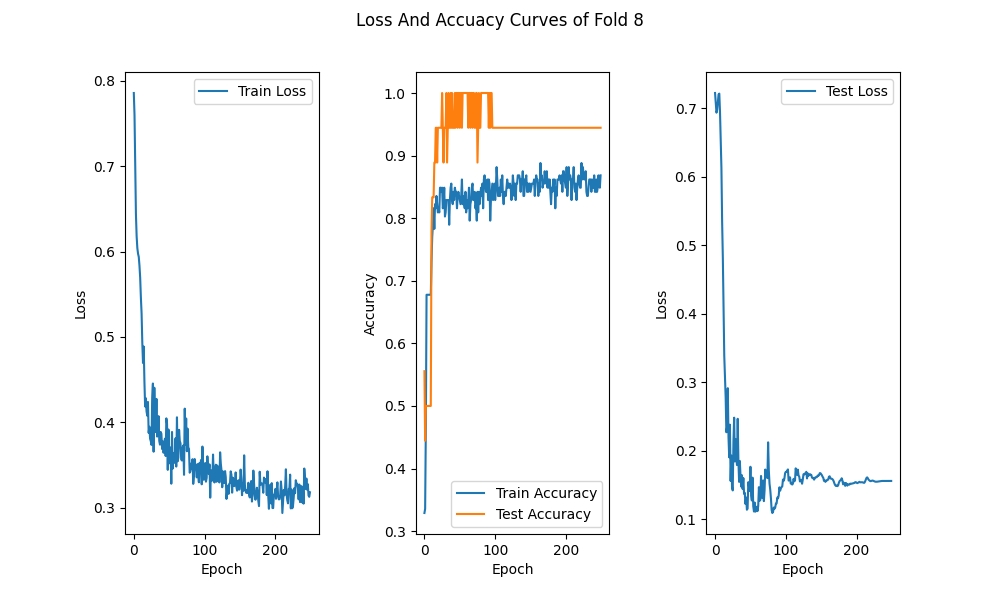 Loss And Accuacy Curves of Fold 8
Train Loss
0.8
0.7
0.6
0.5
0.4
0.3
Loss
0
100
200
Epoch
Train Accuracy
Test Accuracy
1.0
0.9
0.8
0.7
0.6
0.5
0.4
0.3
Accuracy
0
100
200
Epoch
Test Loss
0.7
0.6
0.5
0.4
0.3
0.2
0.1
Loss
0
100
200
Epoch